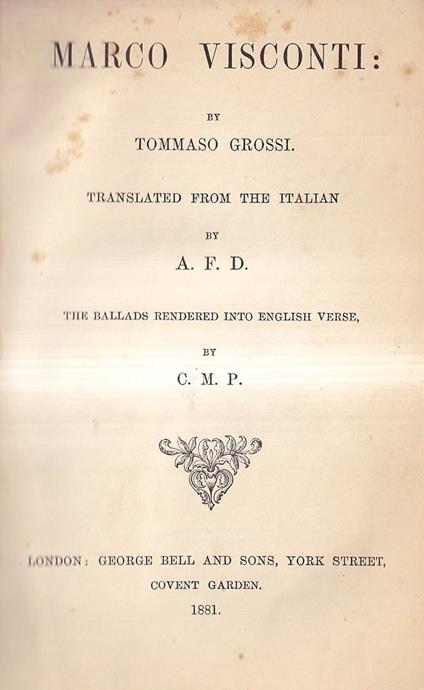 MARCO VISCONTI:
BY
TOMMASO GROSSI.
TRANSLATED FROM THE ITALIAN
BY
A. F. D.
THE BALLADS RENDERED INTO ENGLISH VERSE,
BY
C. M. P.
LONDON: GEORGE BELL AND SONS, YORK STREET,
COVENT GARDEN.
1881.